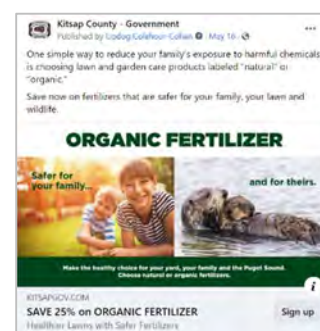 Kitsap County - Government
Published by Codog Colehour-Cohen · May 16 ·
One simple way to reduce your family's exposure to harmful chemicals
is choosing lawn and garden care products labeled "natural" or
"organic."
Save now on fertilizers that are safer for your family, your lawn and
wildlife.
ORGANIC FERTILIZER
Safer for
your family...
and for theirs.
Make the healthy choice for your yard, your family and the Puget Sound.
Choose natural or organic fertilizers.
KITSAPGOV.COM
SAVE 25% on ORGANIC FERTILIZER
Sign up
Healthier Lawns with Safer Fertilizers